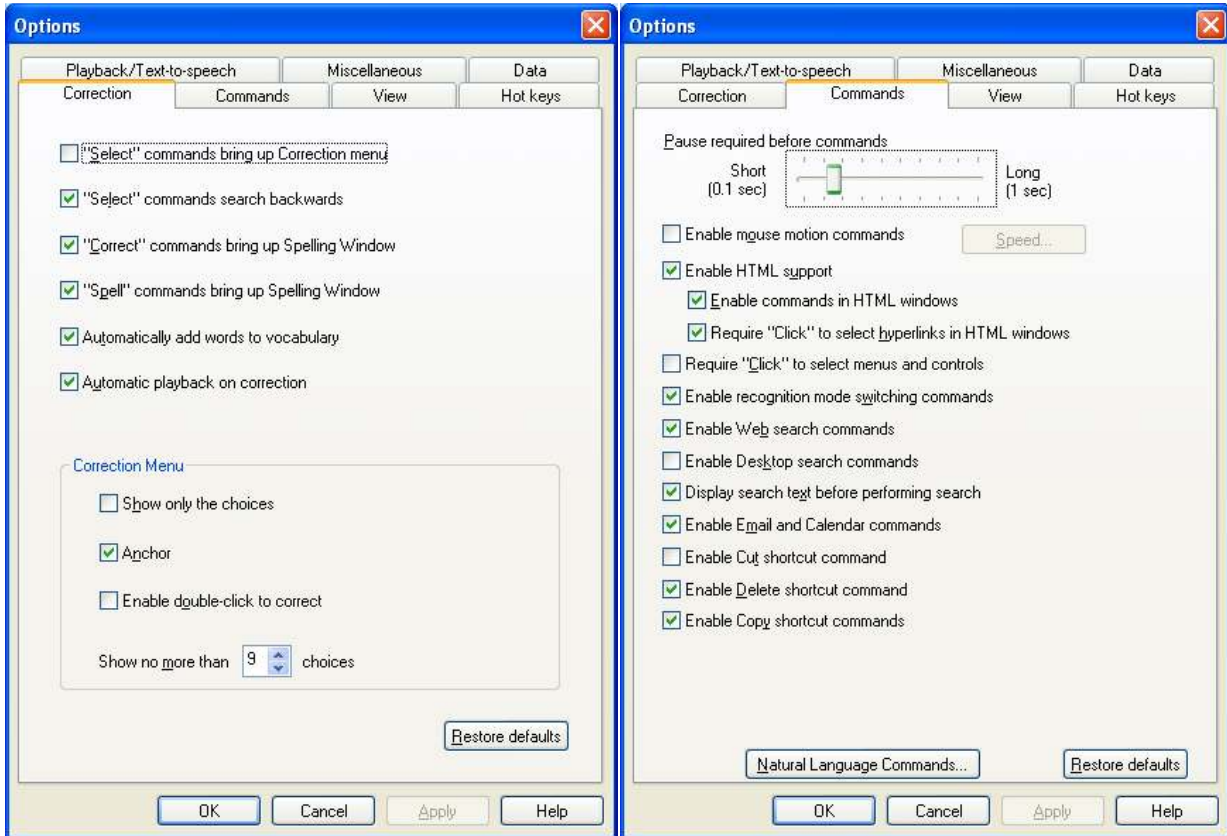 Options
Playback/Text-to-speech Miscellaneous Data
Correction Commands View Hot keys
"Select" commands bring up Correction menu
"Select" commands search backwards
"Correct" commands bring up Spelling Window
"Spell" commands bring up Spelling Window
Automatically add words to vocabulary
Automatic playback on correction
Correction Menu
Show only the choices
Anchor
Enable double-click to correct
Show no more than 9 choices
Restore defaults
OK Cancel Apply Help
Options
Playback/Text-to-speech Miscellaneous Data
Correction Commands View Hot keys
Pause required before commands
Short Long
(0.1 sec) (1 sec)
Enable mouse motion commands Speed...
Enable HTML support
Enable commands in HTML windows
Require "Click" to select hyperlinks in HTML windows
Require "Click" to select menus and controls
Enable recognition mode switching commands
Enable Web search commands
Enable Desktop search commands
Display search text before performing search
Enable Email and Calendar commands
Enable Cut shortcut command
Enable Delete shortcut command
Enable Copy shortcut commands
Natural Language Commands... Restore defaults
OK Cancel Apply Help